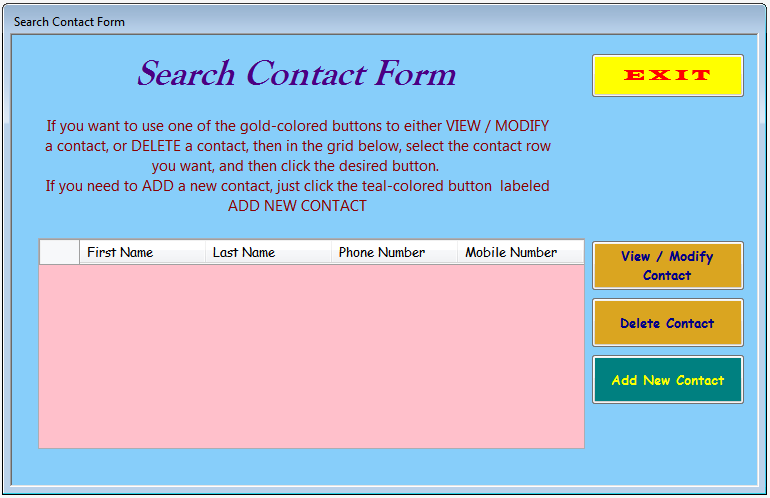 Search Contact Form
Search Contact Form
EXIT
If you want to use one of the gold-colored buttons to either VIEW / MODIFY
a contact, or DELETE a contact, then in the grid below, select the contact row
you want, and then click the desired button.
If you need to ADD a new contact, just click the teal-colored button labeled
ADD NEW CONTACT
First Name Last Name Phone Number Mobile Number
View / Modify
Contact
Delete Contact
Add New Contact